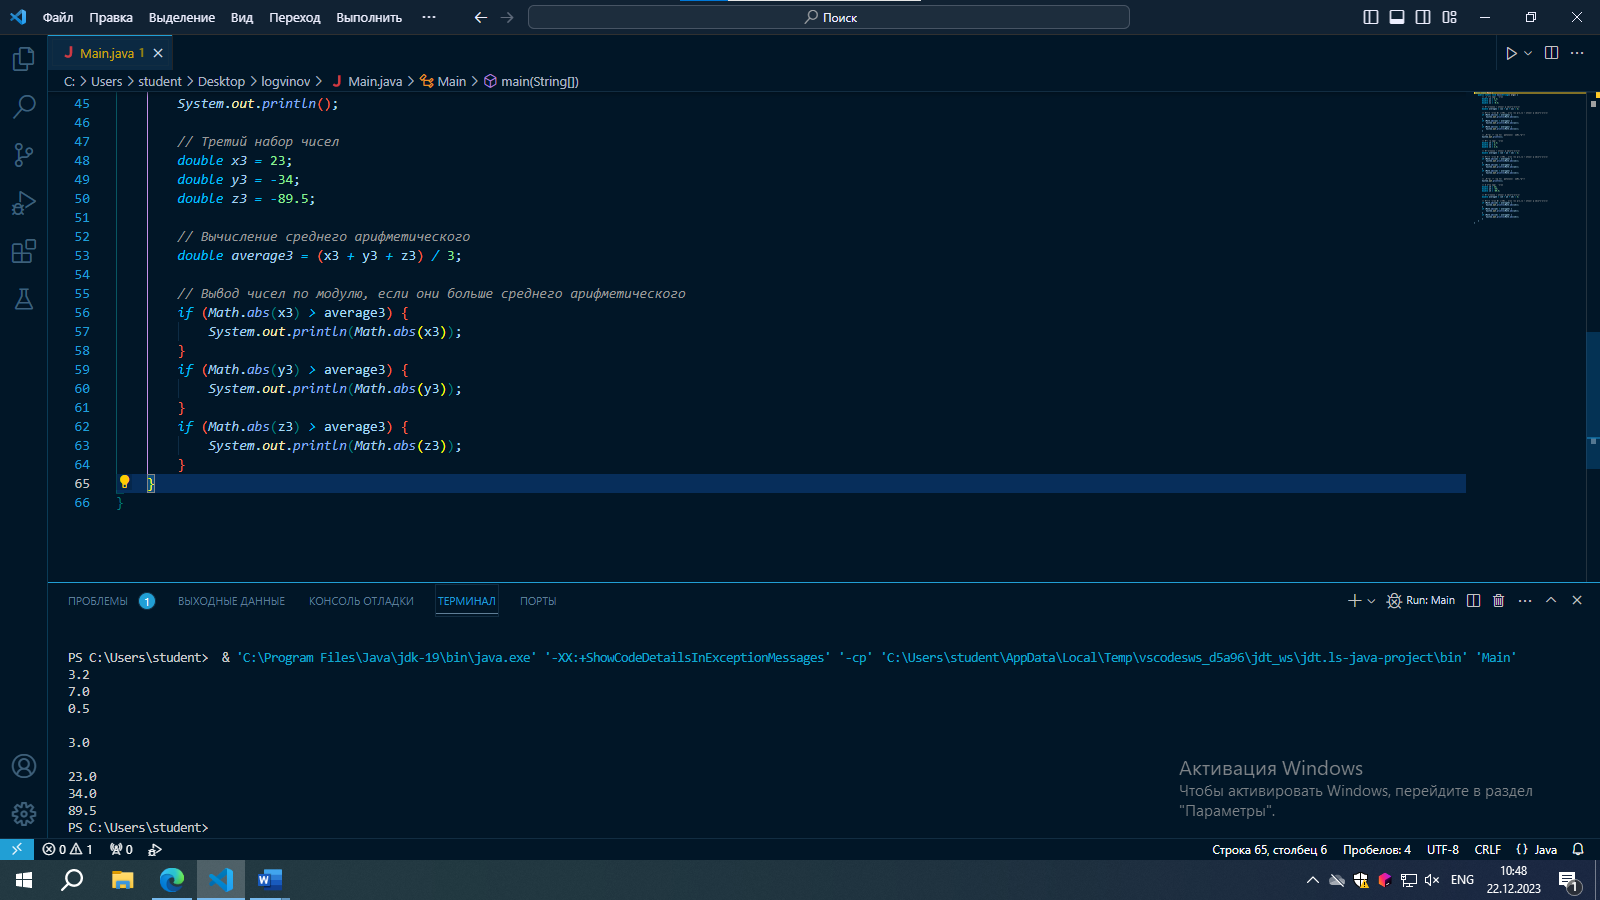 Файл Правка Выделение Вид Переход Выполнить ··· Поиск
Main.java 1
C: > Users > student > Desktop > logvinov > Main.java > Main > main(String[])
45 System.out.println();
46
47 // Третий набор чисел
48 double x3 = 23;
49 double y3 = -34;
50 double z3 = -89.5;
51
52 // Вычисление среднего арифметического
53 double average3 = (x3 + y3 + z3) / 3;
54
55 // Вывод чисел по модулю, если они больше среднего арифметического
56 if (Math.abs(x3) > average3) {
57 System.out.println(Math.abs(x3));
58 }
59 if (Math.abs(y3) > average3) {
60 System.out.println(Math.abs(y3));
61 }
62 if (Math.abs(z3) > average3) {
63 System.out.println(Math.abs(z3));
64 }
65 }
66 }
ПРОБЛЕМЫ 1 ВЫХОДНЫЕ ДАННЫЕ КОНСОЛЬ ОТЛАДКИ ТЕРМИНАЛ ПОРТЫ Run: Main
PS C:\Users\student> & 'C:\Program Files\Java\jdk-19\bin\java.exe' '-XX:+ShowCodeDetailsInExceptionMessages' '-cp' 'C:\Users\student\AppData\Local\Temp\vscodesws_d5a96\jdt_ws\jdt.ls-java-project\bin' 'Main'
3.2
7.0
0.5
3.0
23.0
34.0
89.5
PS C:\Users\student>
Активация Windows
Чтобы активировать Windows, перейдите в раздел
"Параметры".
0 1 0 Строка 65, столбец 6 Пробелов: 4 UTF-8 CRLF {} Java
ENG 10:48
22.12.2023 1